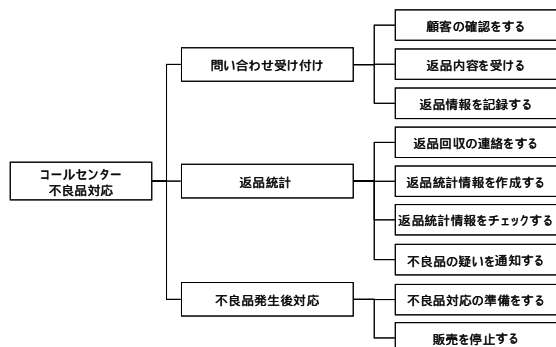 コールセンター
不良品対応
問い合わせ受け付け
顧客の確認をする
返品内容を受ける
返品情報を記録する
返品統計
返品回収の連絡をする
返品統計情報を作成する
返品統計情報をチェックする
不良品の疑いを通知する
不良品発生後対応
不良品対応の準備をする
販売を停止する